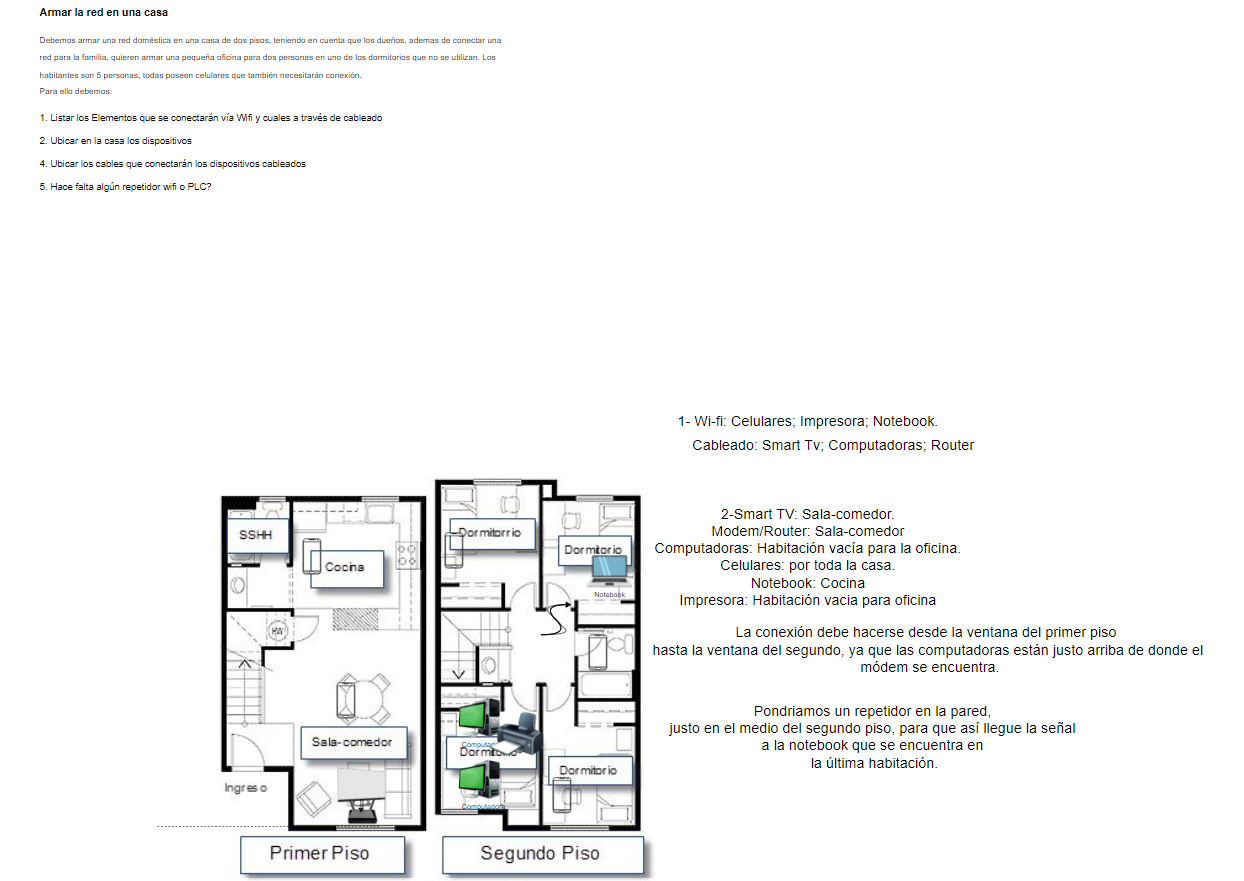 Armar la red en una casa
Debemos armar una red doméstica en una casa de dos pisos, teniendo en cuenta que los dueños, ademas de conectar una
red para la familia, quieren armar una pequeña oficina para dos personas en uno de los dormitorios que no se utilizan. Los
habitantes son 5 personas, todas poseen celulares que también necesitarán conexión.
Para ello debemos:
1. Listar los Elementos que se conectarán vía Wifi y cuales a través de cableado
2. Ubicar en la casa los dispositivos
4. Ubicar los cables que conectarán los dispositivos cableados
5. Hace falta algún repetidor wifi o PLC?
1- Wi-fi: Celulares; Impresora; Notebook.
Cableado: Smart Tv; Computadoras; Router
2-Smart TV: Sala-comedor.
Modem/Router: Sala-comedor
Computadoras: Habitación vacía para la oficina.
Celulares: por toda la casa.
Notebook: Cocina
Impresora: Habitación vacia para oficina
La conexión debe hacerse desde la ventana del primer piso
hasta la ventana del segundo, ya que las computadoras están justo arriba de donde el
módem se encuentra.
Pondriamos un repetidor en la pared,
justo en el medio del segundo piso, para que así llegue la señal
a la notebook que se encuentra en
la última habitación.
SSHH
Cocina
HW
Sala-comedor
Ingreso
Primer Piso
Dormitorrio
Dormitorio
Notebook
Computadora
Dormitorio
Segundo Piso